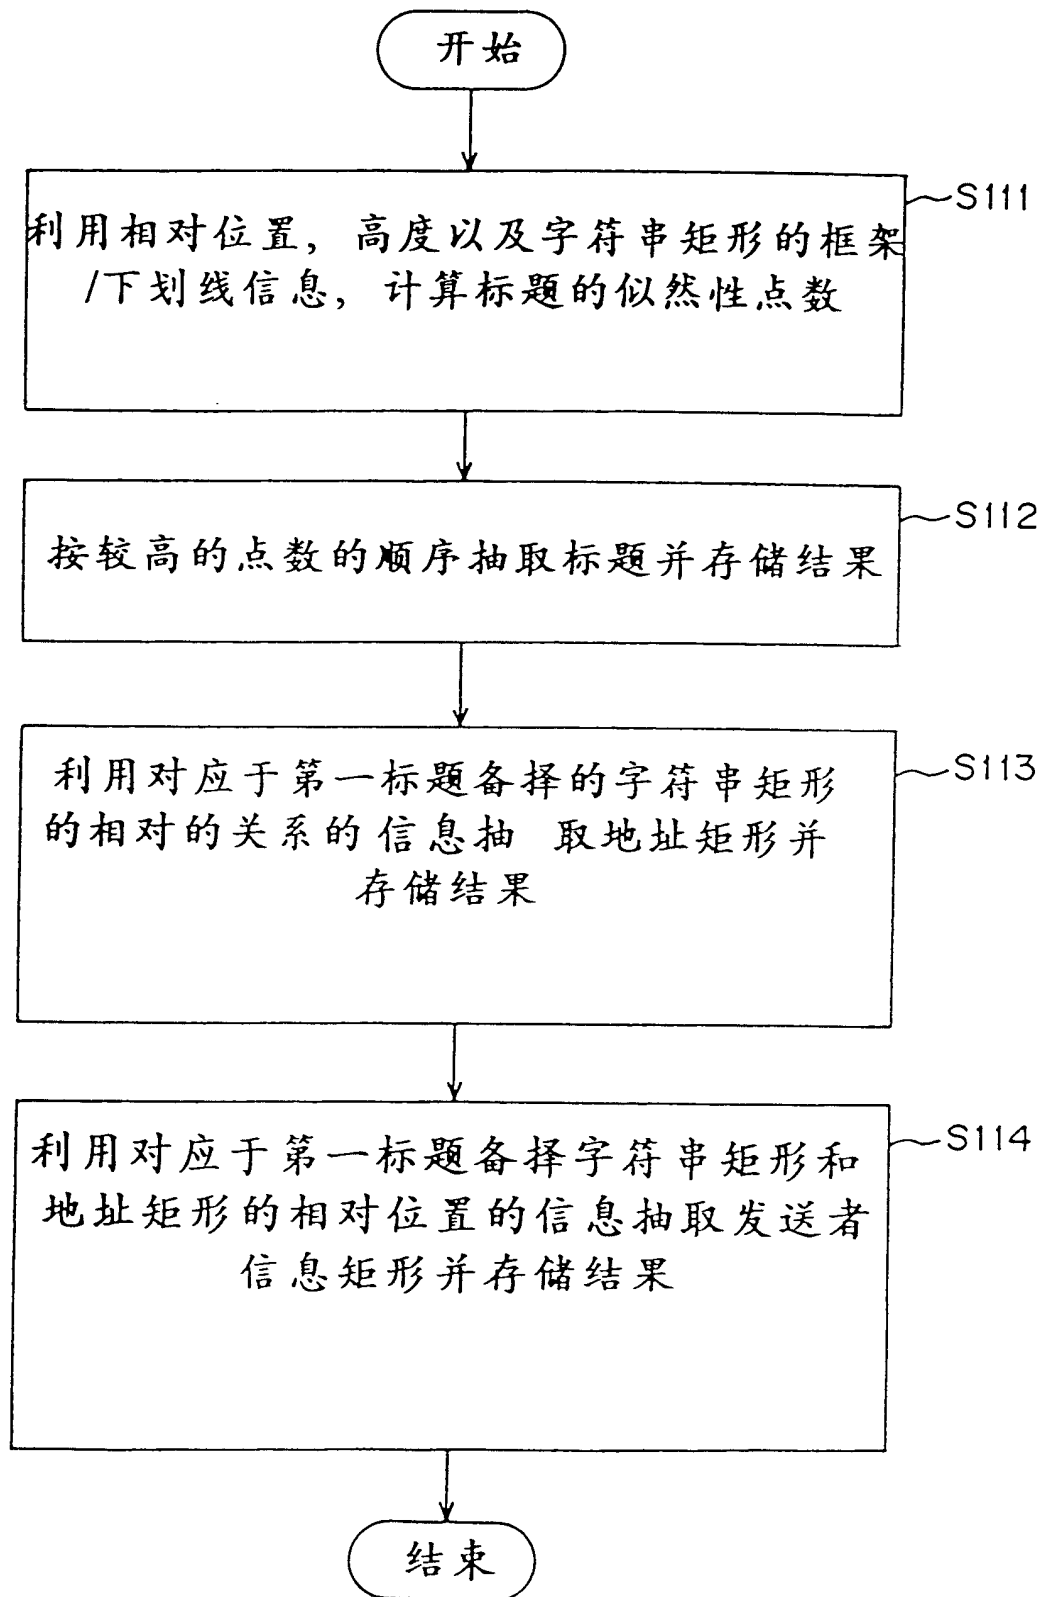 开始
S111
利用相对位置，高度以及字符串矩形的框架
/下划线信息，计算标题的似然性点数
S112
按较高的点数的顺序抽取标题并存储结果
S113
利用对应于第一标题备择的字符串矩形
的相对的关系的信息抽 取地址矩形并
存储结果
S114
利用对应于第一标题备择字符串矩形和
地址矩形的相对位置的信息抽取发送者
信息矩形并存储结果
结束